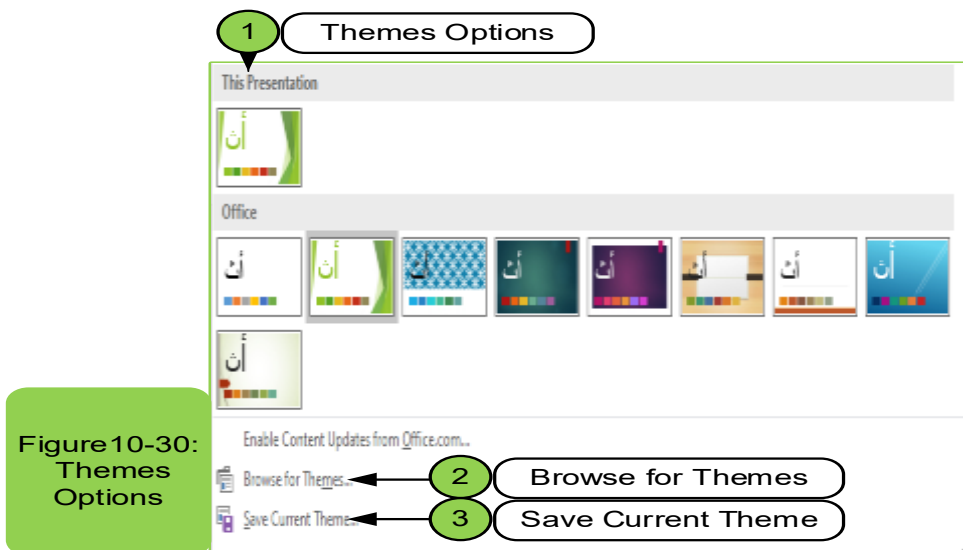 1 Themes Options
This Presentation
أث
Office
أث أث أث أث أث أث أث أث
أث
Enable Content Updates from Office.com...
Figure10-30:
Themes
Options
Browse for Themes... 2 Browse for Themes
Save Current Theme... 3 Save Current Theme